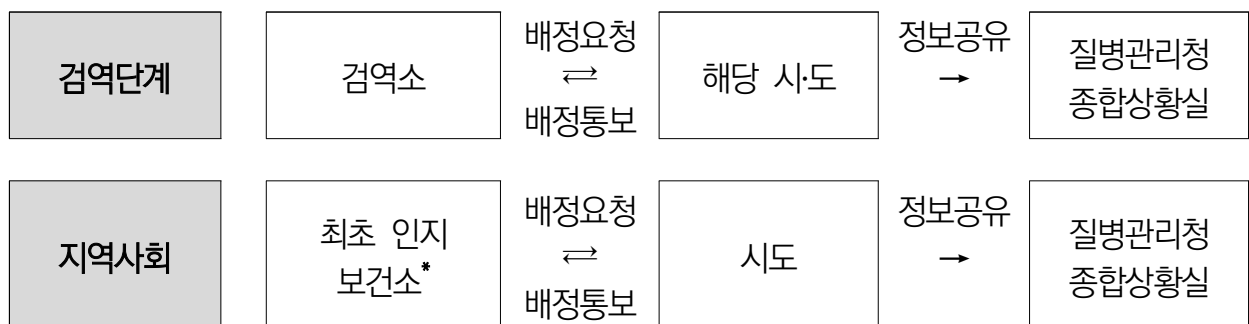 검역단계
검역소
배정요청
⇄
배정통보
해당 시·도
정보공유
→
질병관리청
종합상황실
지역사회
최초 인지
보건소*
배정요청
⇄
배정통보
시도
정보공유
→
질병관리청
종합상황실